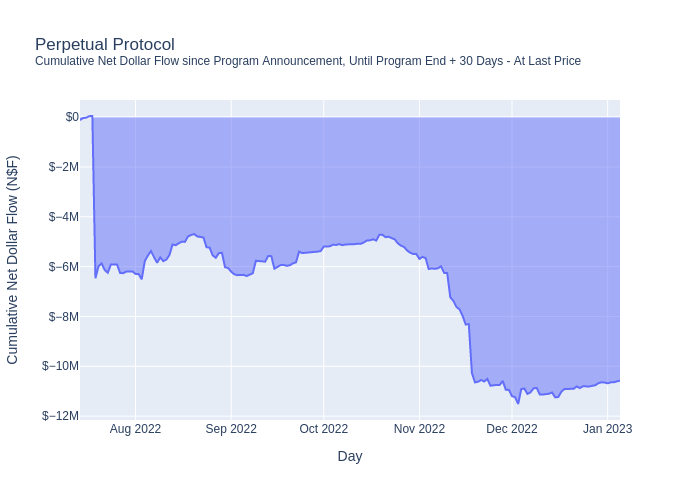 Perpetual Protocol
Cumulative Net Dollar Flow since Program Announcement, Until Program End + 30 Days - At Last Price
Cumulative Net Dollar Flow (N$F)
$0
$−2M
$−4M
$−6M
$−8M
$−10M
$−12M
Aug 2022
Sep 2022
Oct 2022
Nov 2022
Dec 2022
Jan 2023
Day